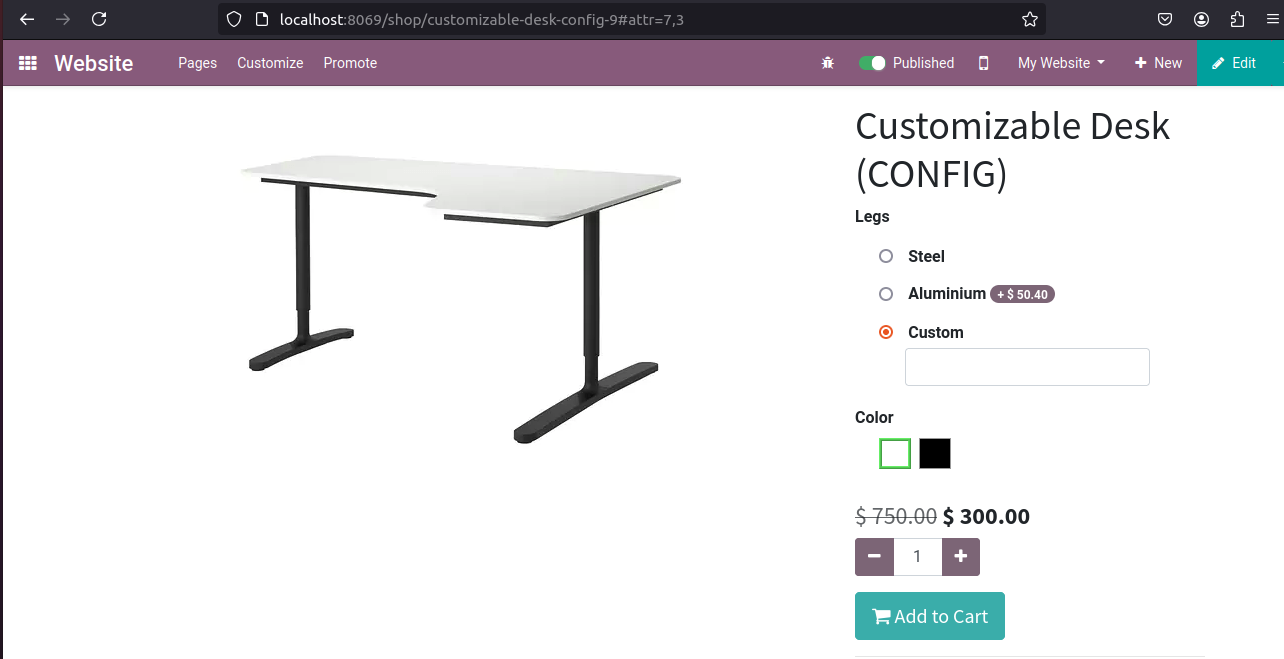 localhost:8069/shop/customizable-desk-config-9#attr=7,3
Website Pages Customize Promote Published My Website New Edit
Customizable Desk
(CONFIG)
Legs
Steel
Aluminium + $ 50.40
Custom
Color
$ 750.00 $ 300.00
1
Add to Cart